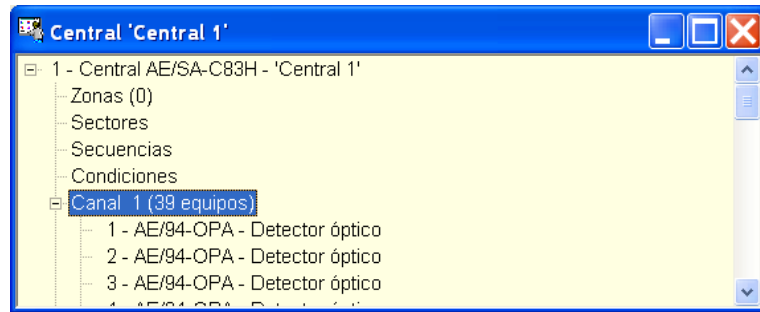 Central 'Central 1'
1 - Central AE/SA-C83H - 'Central 1'
Zonas (0)
Sectores
Secuencias
Condiciones
Canal 1 (39 equipos)
1 - AE/94-OPA - Detector óptico
2 - AE/94-OPA - Detector óptico
3 - AE/94-OPA - Detector óptico